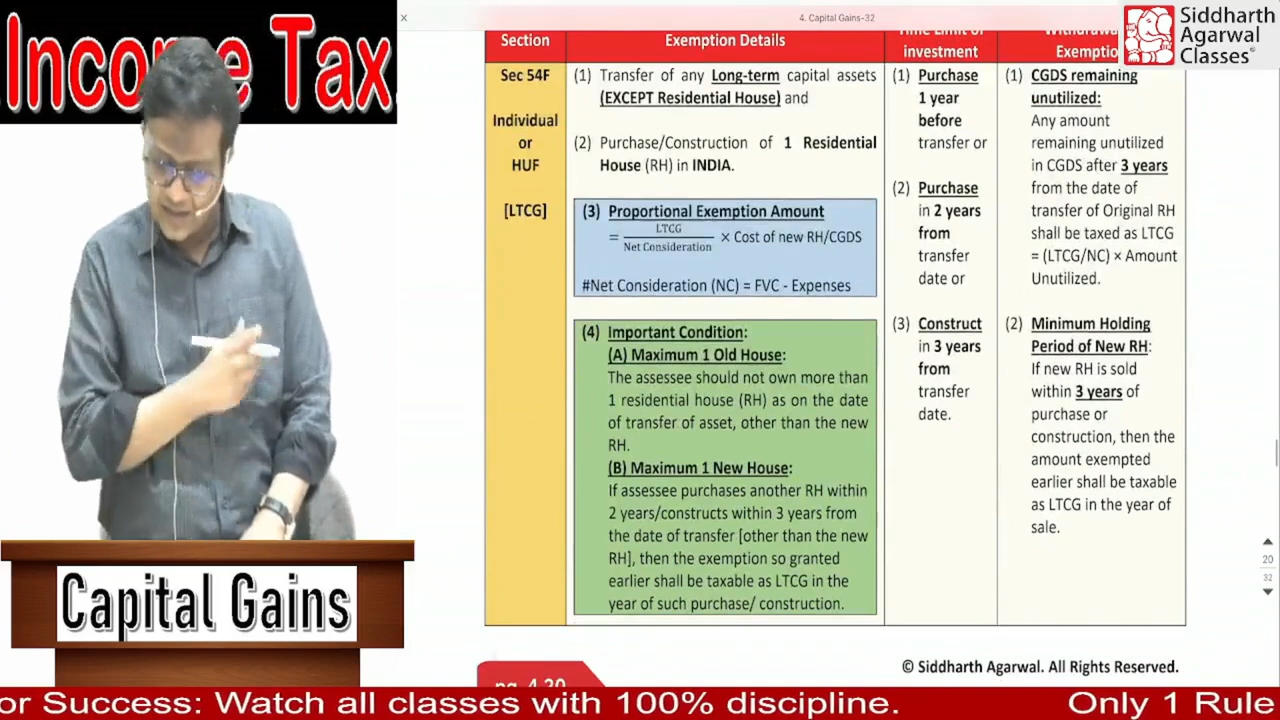 Income Tax
×
4. Capital Gains-32
Siddharth
Agarwal
Classes®
Section
Exemption Details
Time Limit of
investment
Exemption
Sec 54F
Individual
or
HUF
[LTCG]
(1) Transfer of any Long-term capital assets
(EXCEPT Residential House) and
(2) Purchase/Construction of 1 Residential
House (RH) in INDIA.
(3) Proportional Exemption Amount
= LTCG/Net Consideration × Cost of new RH/CGDS
#Net Consideration (NC) = FVC - Expenses
(4) Important Condition:
(A) Maximum 1 Old House:
The assessee should not own more than
1 residential house (RH) as on the date
of transfer of asset, other than the new
RH.
(B) Maximum 1 New House:
If assessee purchases another RH within
2 years/constructs within 3 years from
the date of transfer [other than the new
RH], then the exemption so granted
earlier shall be taxable as LTCG in the
year of such purchase/ construction.
(1) Purchase
1 year
before
transfer or
(2) Purchase
in 2 years
from
transfer
date or
(3) Construct
in 3 years
from
transfer
date.
(1) CGDS remaining
unutilized:
Any amount
remaining unutilized
in CGDS after 3 years
from the date of
transfer of Original RH
shall be taxed as LTCG
= (LTCG/NC) × Amount
Unutilized.
(2) Minimum Holding
Period of New RH:
If new RH is sold
within 3 years of
purchase or
construction, then the
amount exempted
earlier shall be taxable
as LTCG in the year of
sale.
20
32
Capital Gains
© Siddharth Agarwal. All Rights Reserved.
pg. 4.20
or Success: Watch all classes with 100% discipline.
Only 1 Rule